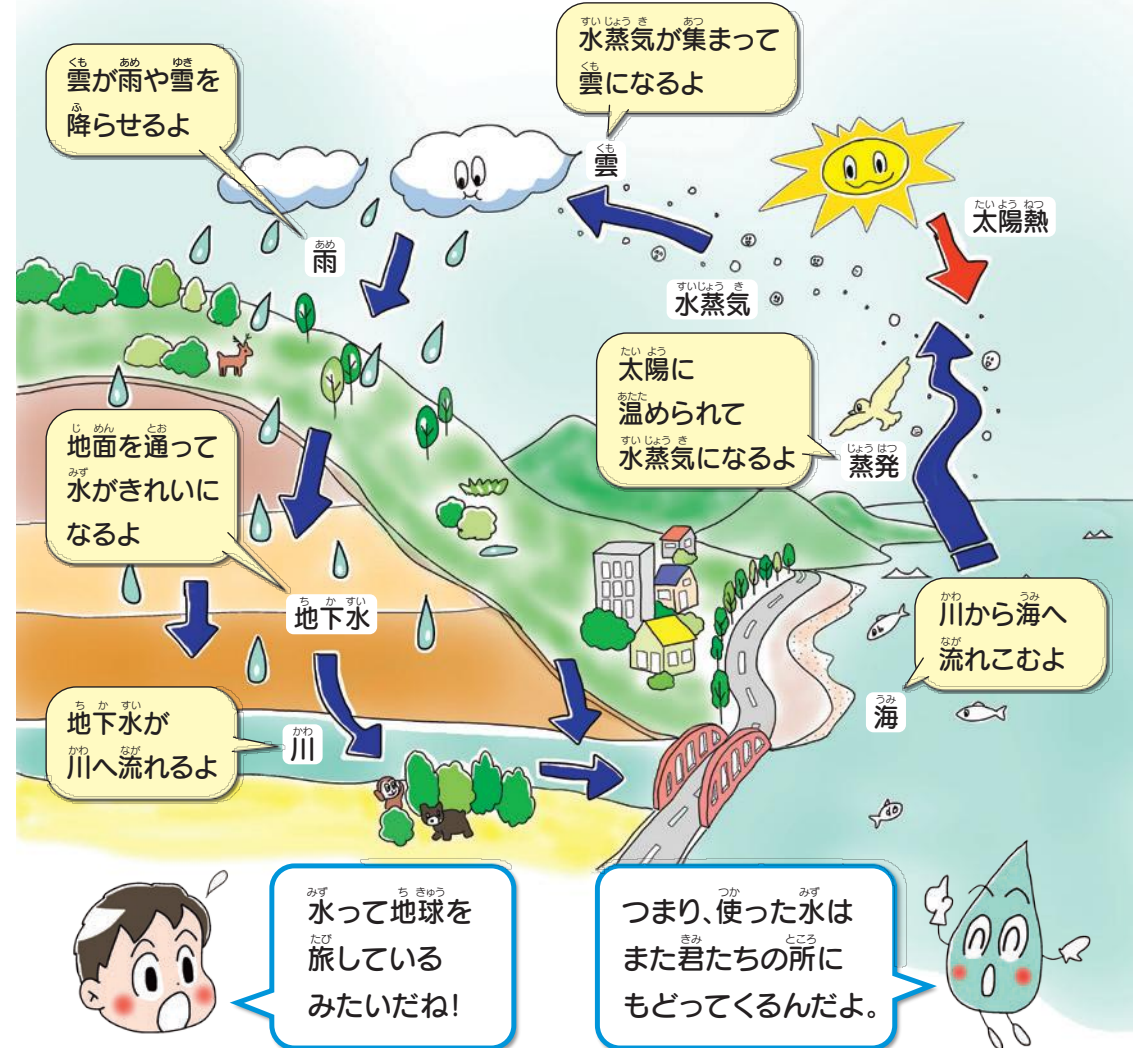 水蒸気が集まって
雲になるよ
雲が雨や雪を
降らせるよ
雲
太陽熱
雨
水蒸気
太陽に
温められて
水蒸気になるよ
蒸発
地面を通って
水がきれいに
なるよ
地下水
川から海へ
流れこむよ
海
地下水が
川へ流れるよ
川
水って地球を
旅している
みたいだね!
つまり、使った水は
また君たちの所に
もどってくるんだよ。